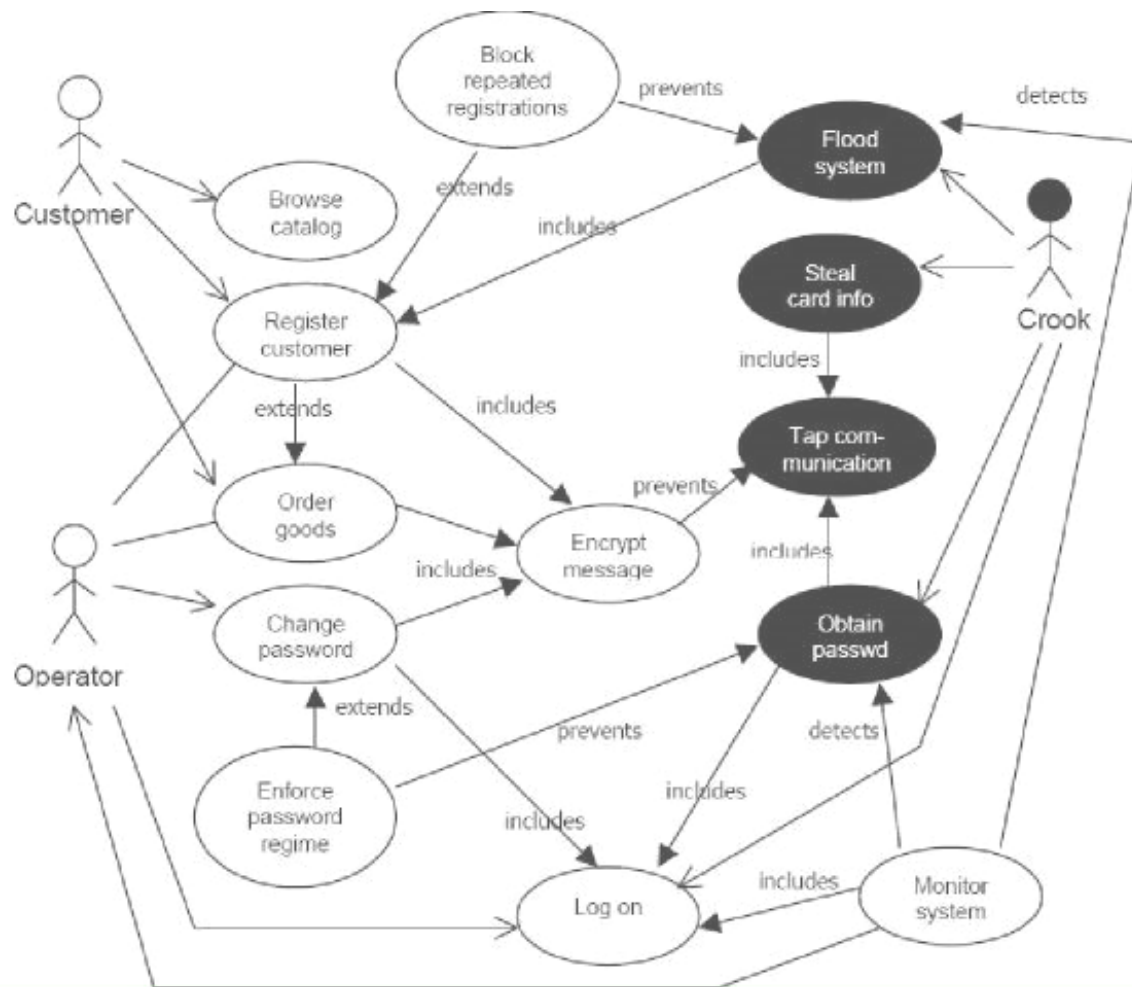 Block
repeated
registrations
prevents
detects
Flood
system
extends
Browse
catalog
Customer
includes
Steal
card info
Crook
Register
customer
includes
extends
includes
Tap com-
munication
prevents
Order
goods
Encrypt
message
includes
includes
Change
password
Obtain
passwd
Operator
extends
prevents
detects
Enforce
password
regime
includes
includes
includes
Log on
Monitor
system